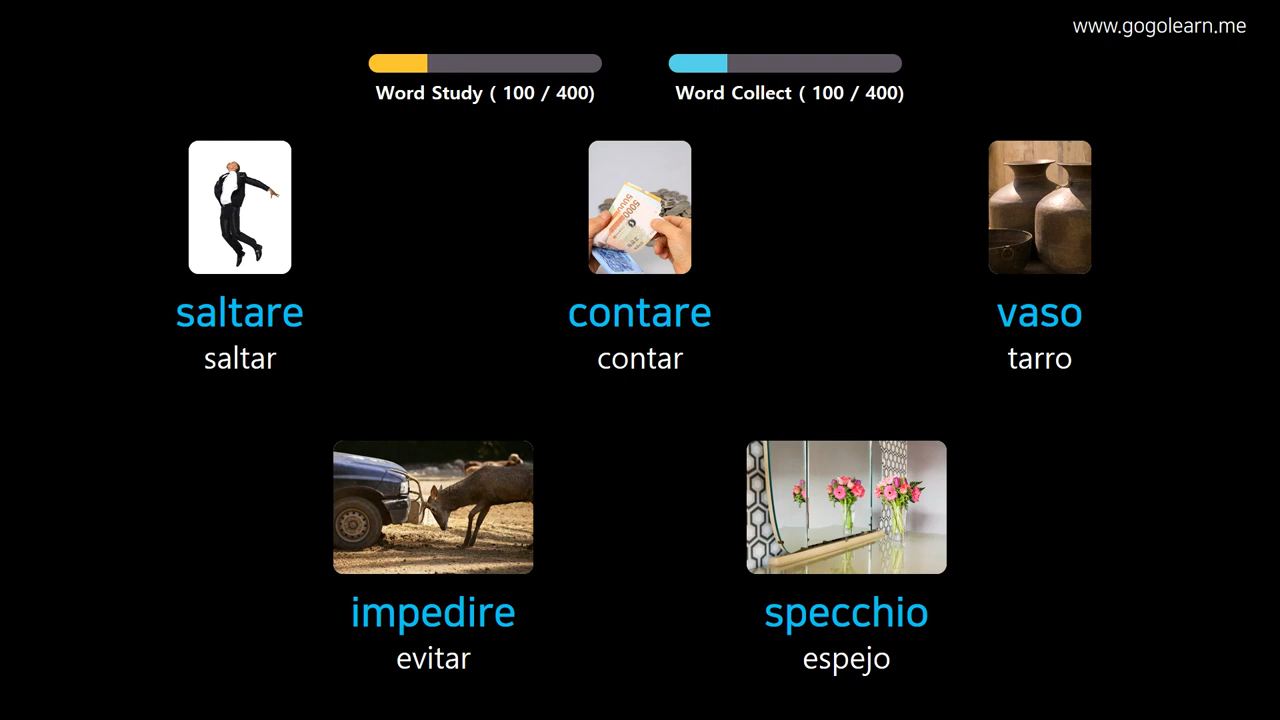 www.gogolearn.me
Word Study ( 100 / 400)
Word Collect ( 100 / 400)
saltare
saltar
contare
contar
vaso
tarro
impedire
evitar
specchio
espejo